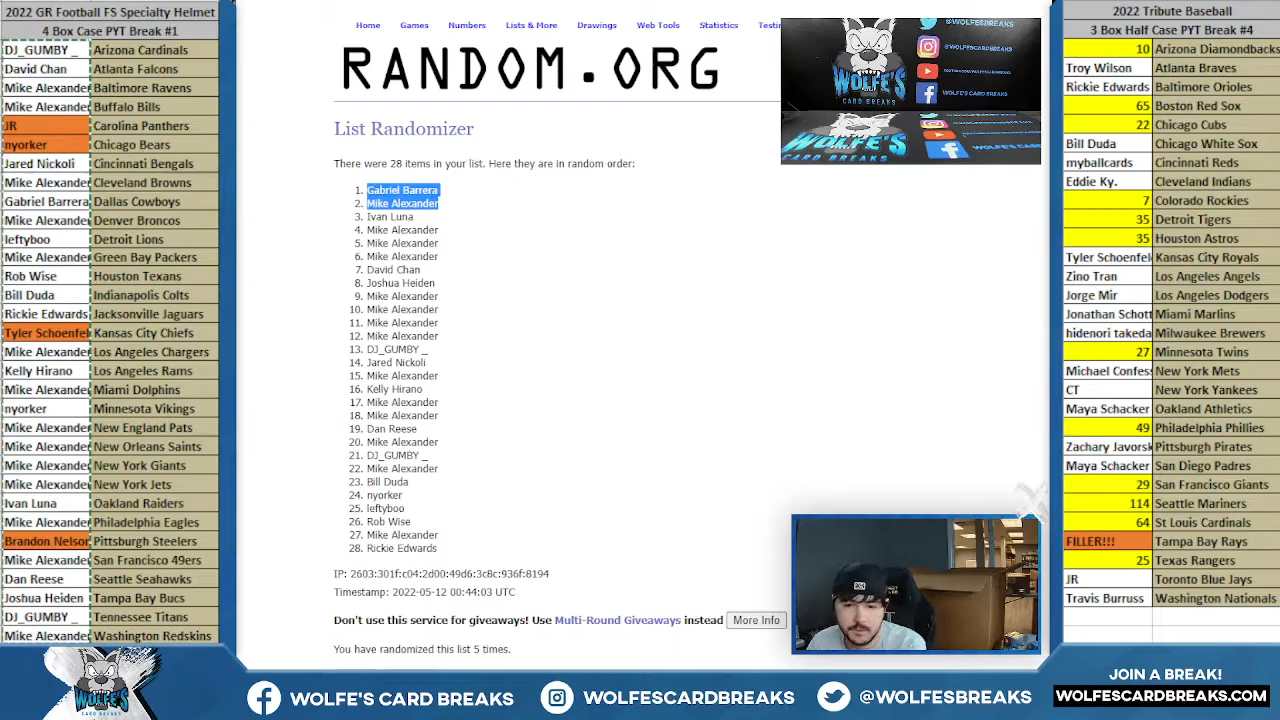 2022 GR Football FS Specialty Helmet
4 Box Case PYT Break #1
DJ_GUMBY _ Arizona Cardinals
David Chan Atlanta Falcons
Mike Alexander Baltimore Ravens
Mike Alexander Buffalo Bills
JR Carolina Panthers
nyorker Chicago Bears
Jared Nickoli Cincinnati Bengals
Mike Alexander Cleveland Browns
Gabriel Barrera Dallas Cowboys
Mike Alexander Denver Broncos
leftyboo Detroit Lions
Mike Alexander Green Bay Packers
Rob Wise Houston Texans
Bill Duda Indianapolis Colts
Rickie Edwards Jacksonville Jaguars
Tyler Schoenfel Kansas City Chiefs
Mike Alexander Los Angeles Chargers
Kelly Hirano Los Angeles Rams
Mike Alexander Miami Dolphins
nyorker Minnesota Vikings
Mike Alexander New England Pats
Mike Alexander New Orleans Saints
Mike Alexander New York Giants
Mike Alexander New York Jets
Ivan Luna Oakland Raiders
Mike Alexander Philadelphia Eagles
Brandon Nelson Pittsburgh Steelers
Mike Alexander San Francisco 49ers
Dan Reese Seattle Seahawks
Joshua Heiden Tampa Bay Bucs
DJ_GUMBY _ Tennessee Titans
Mike Alexander Washington Redskins
Home Games Numbers Lists & More Drawings Web Tools Statistics Testin
RANDOM.ORG
List Randomizer
There were 28 items in your list. Here they are in random order:
1. Gabriel Barrera
2. Mike Alexander
3. Ivan Luna
4. Mike Alexander
5. Mike Alexander
6. Mike Alexander
7. David Chan
8. Joshua Heiden
9. Mike Alexander
10. Mike Alexander
11. Mike Alexander
12. Mike Alexander
13. DJ_GUMBY _
14. Jared Nickoli
15. Mike Alexander
16. Kelly Hirano
17. Mike Alexander
18. Mike Alexander
19. Dan Reese
20. Mike Alexander
21. DJ_GUMBY _
22. Mike Alexander
23. Bill Duda
24. nyorker
25. leftyboo
26. Rob Wise
27. Mike Alexander
28. Rickie Edwards
IP: 2603:301f:c04:2d00:49d6:3c8c:936f:8194
Timestamp: 2022-05-12 00:44:03 UTC
Don't use this service for giveaways! Use Multi-Round Giveaways instead More Info
You have randomized this list 5 times.
@WOLFESBREAKS
@WOLFESCARDBREAKS
WOLFE'S CARD BREAKS
WOLFE'S
CARD BREAKS
WOLFE'S
CARD BREAKS
2022 Tribute Baseball
3 Box Half Case PYT Break #4
10 Arizona Diamondbacks
Troy Wilson Atlanta Braves
Rickie Edwards Baltimore Orioles
65 Boston Red Sox
22 Chicago Cubs
Bill Duda Chicago White Sox
myballcards Cincinnati Reds
Eddie Ky. Cleveland Indians
7 Colorado Rockies
35 Detroit Tigers
35 Houston Astros
Tyler Schoenfe Kansas City Royals
Zino Tran Los Angeles Angels
Jorge Mir Los Angeles Dodgers
Jonathan Schott Miami Marlins
hidenori takeda Milwaukee Brewers
27 Minnesota Twins
Michael Confes New York Mets
CT New York Yankees
Maya Schacker Oakland Athletics
49 Philadelphia Phillies
Zachary Javorsk Pittsburgh Pirates
Maya Schacker San Diego Padres
29 San Francisco Giants
114 Seattle Mariners
64 St Louis Cardinals
FILLER!!! Tampa Bay Rays
25 Texas Rangers
JR Toronto Blue Jays
Travis Burruss Washington Nationals
WOLFE'S
CARD BREAKS
WOLFE'S CARD BREAKS
WOLFESCARDBREAKS
@WOLFESBREAKS
JOIN A BREAK!
WOLFESCARDBREAKS.COM